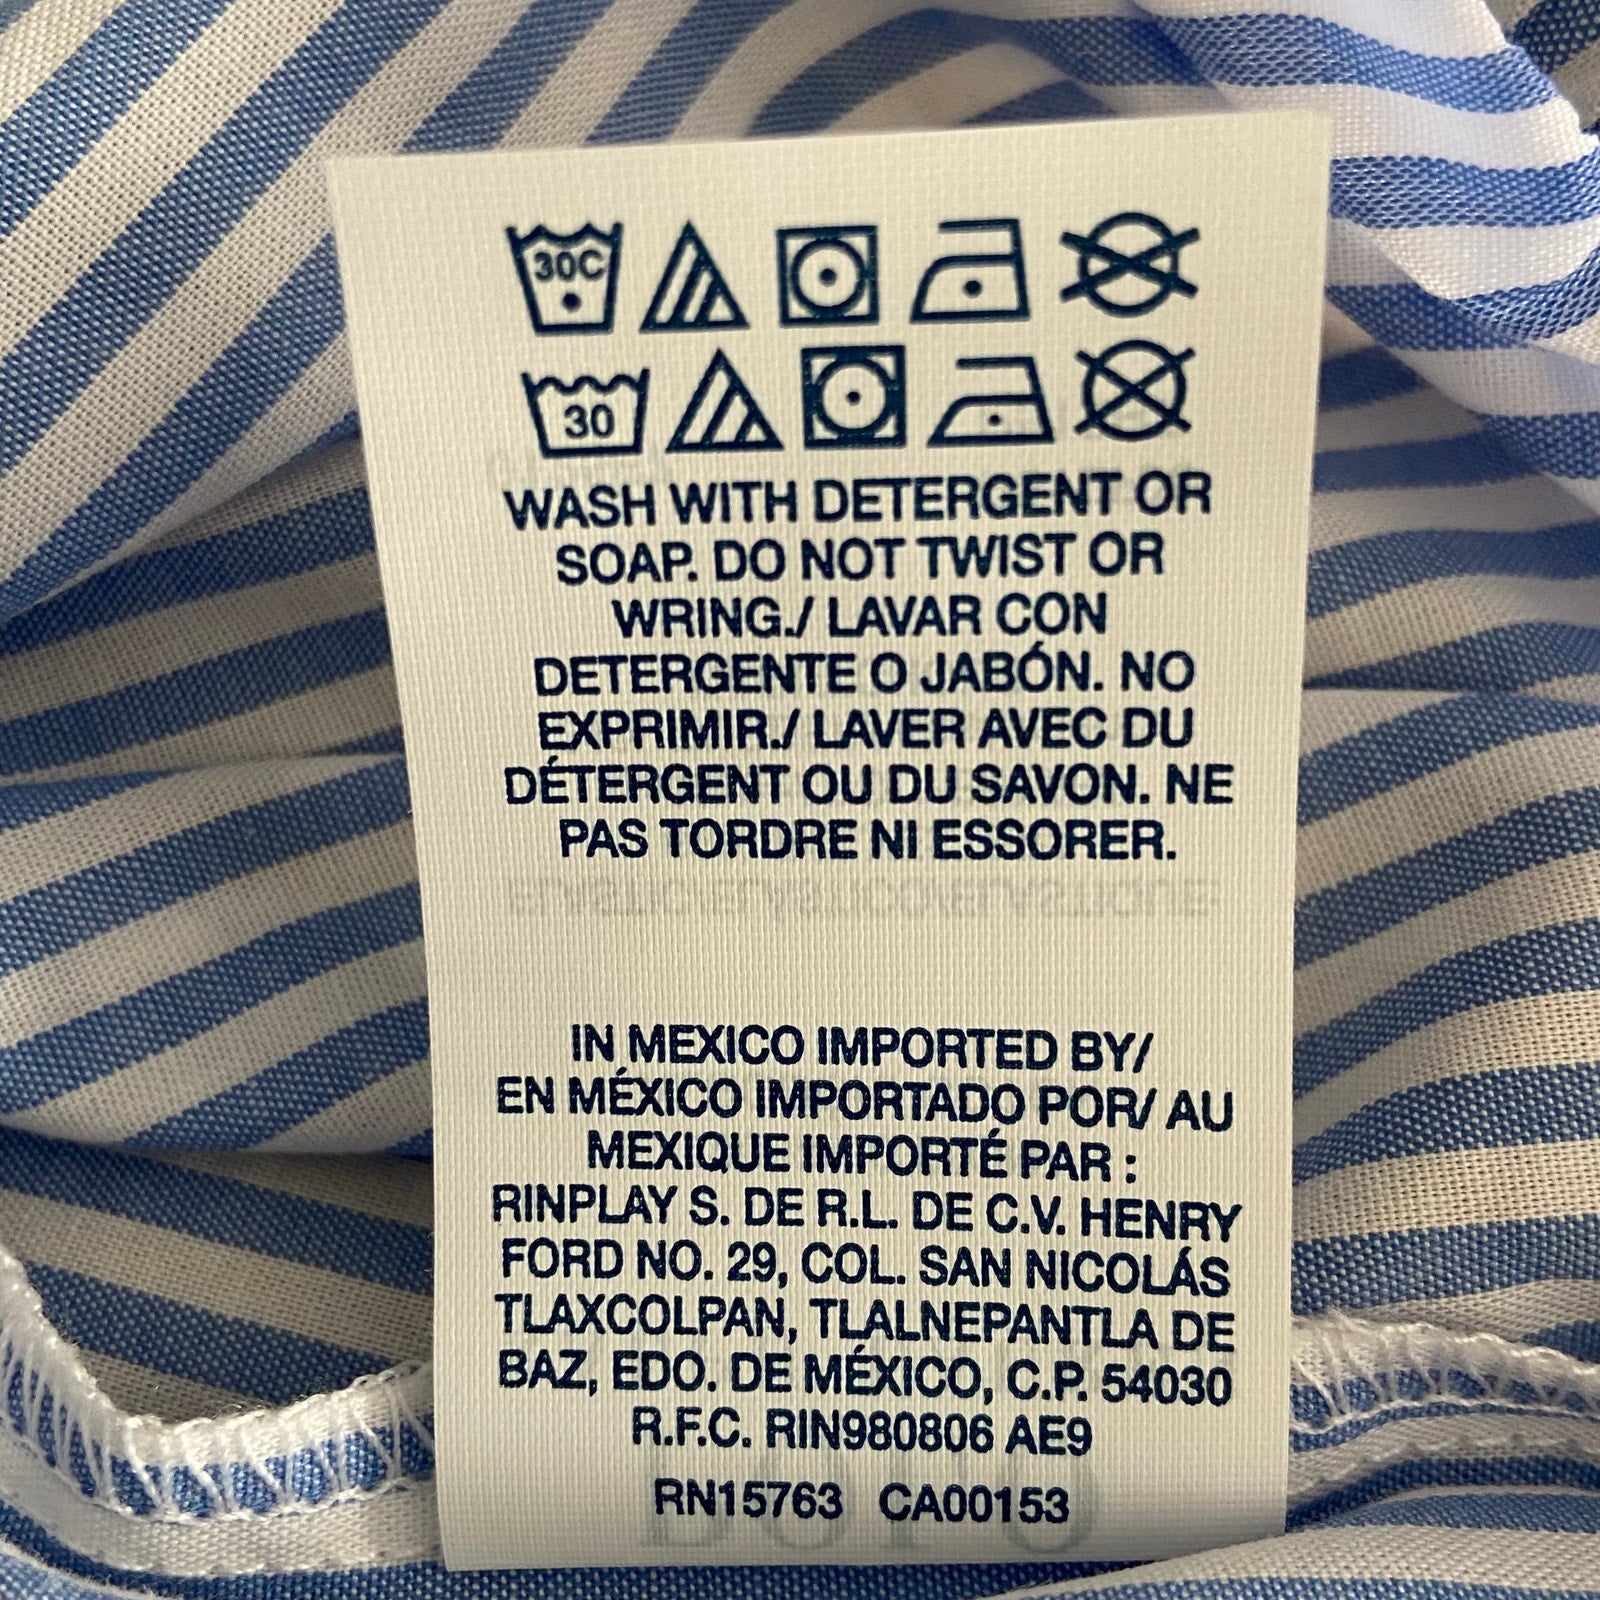 30C
30
WASH WITH DETERGENT OR
SOAP. DO NOT TWIST OR
WRING./ LAVAR CON
DETERGENTE O JABÓN. NO
EXPRIMIR./ LAVER AVEC DU
DÉTERGENT OU DU SAVON. NE
PAS TORDRE NI ESSORER.
IN MEXICO IMPORTED BY/
EN MÉXICO IMPORTADO POR/ AU
MEXIQUE IMPORTÉ PAR :
RINPLAY S. DE R.L. DE C.V. HENRY
FORD NO. 29, COL. SAN NICOLÁS
TLAXCOLPAN, TLALNEPANTLA DE
BAZ, EDO. DE MÉXICO, C.P. 54030
R.F.C. RIN980806 AE9
RN15763 CA00153